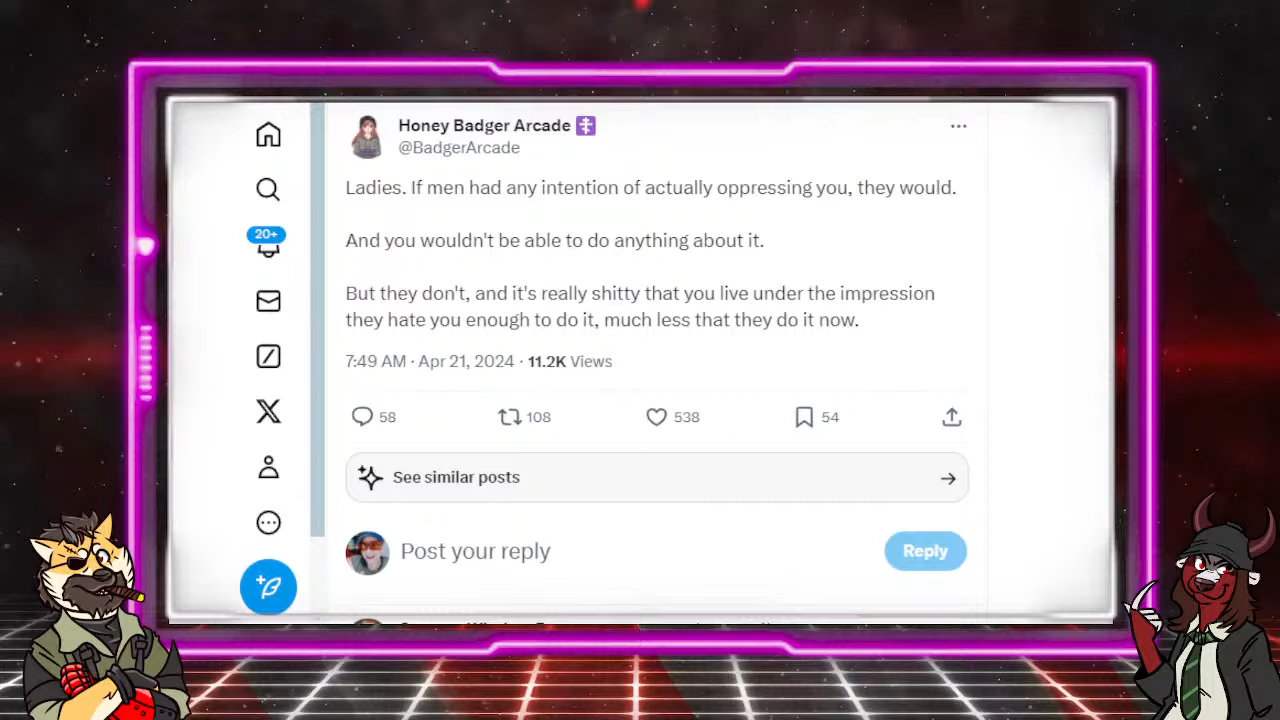 Honey Badger Arcade
@BadgerArcade
Ladies. If men had any intention of actually oppressing you, they would.
20+
And you wouldn't be able to do anything about it.
But they don't, and it's really shitty that you live under the impression
they hate you enough to do it, much less that they do it now.
7:49 AM · Apr 21, 2024 · 11.2K Views
58 108 538 54
See similar posts
Post your reply
Reply